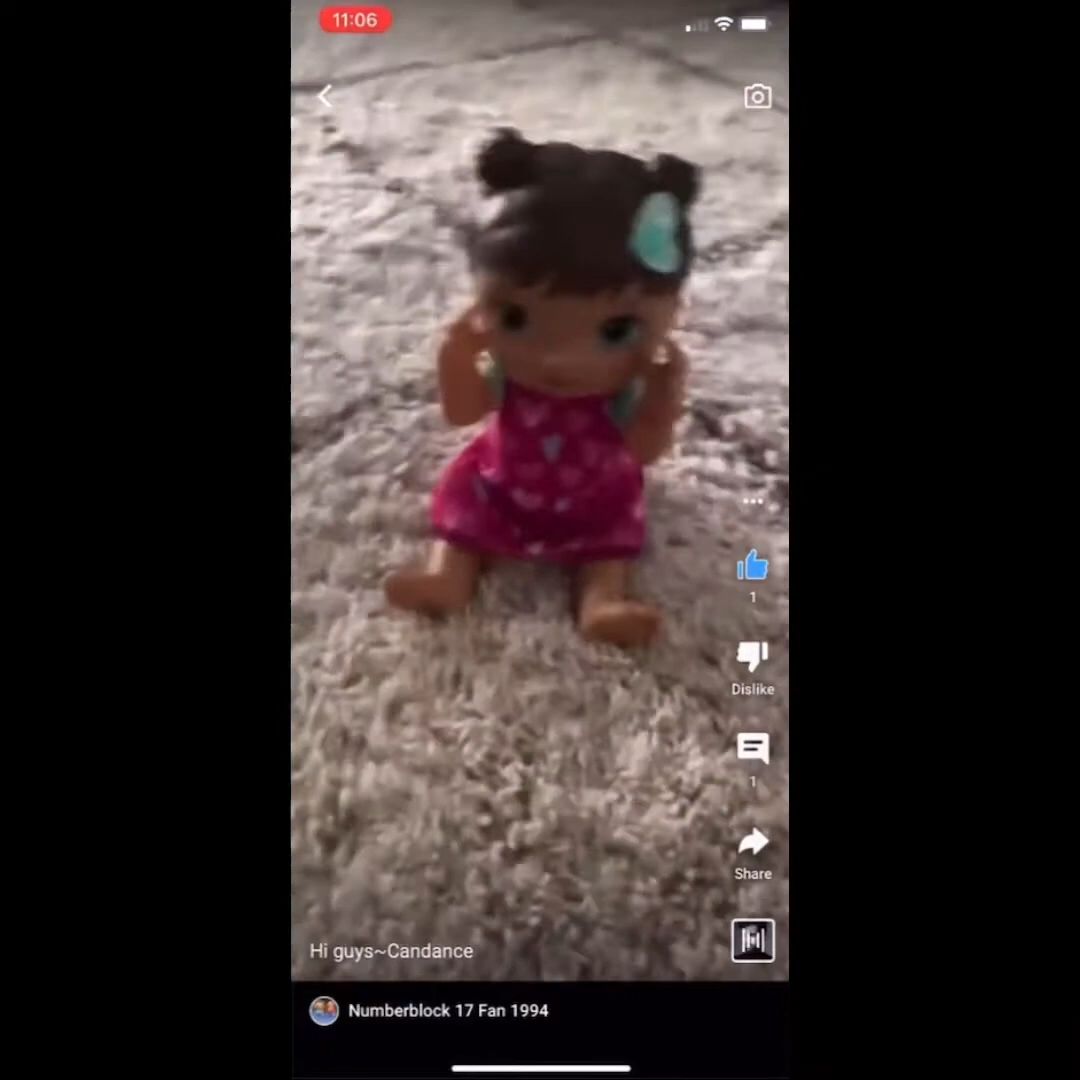 11:06
1
Dislike
1
Share
Hi guys~Candance
Numberblock 17 Fan 1994